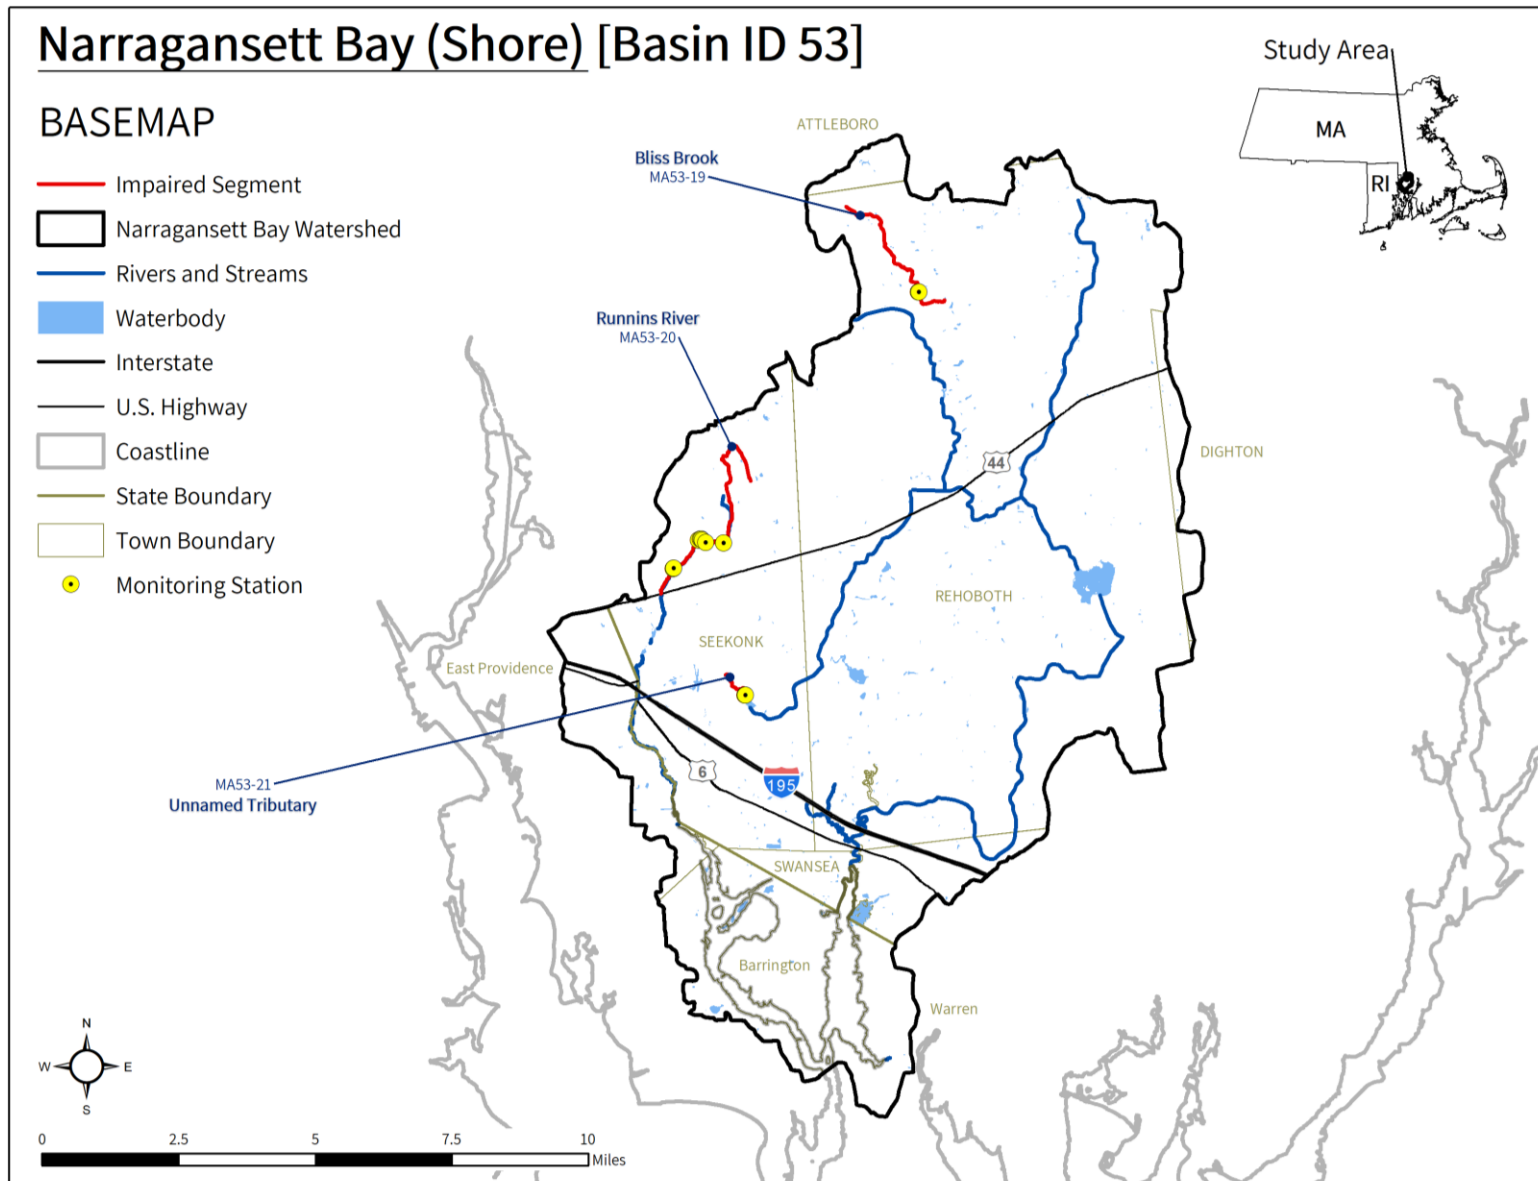 Narragansett Bay (Shore) [Basin ID 53]
BASEMAP
Impaired Segment
Narragansett Bay Watershed
Rivers and Streams
Waterbody
Interstate
U.S. Highway
Coastline
State Boundary
Town Boundary
Monitoring Station
Study Area
MA
RI
ATTLEBORO
Bliss Brook
MA53-19
Runnins River
MA53-20
44
DIGHTON
REHOBOTH
SEEKONK
East Providence
MA53-21
Unnamed Tributary
6
195
SWANSEA
Barrington
Warren
N
W
E
S
0
2.5
5
7.5
10
Miles